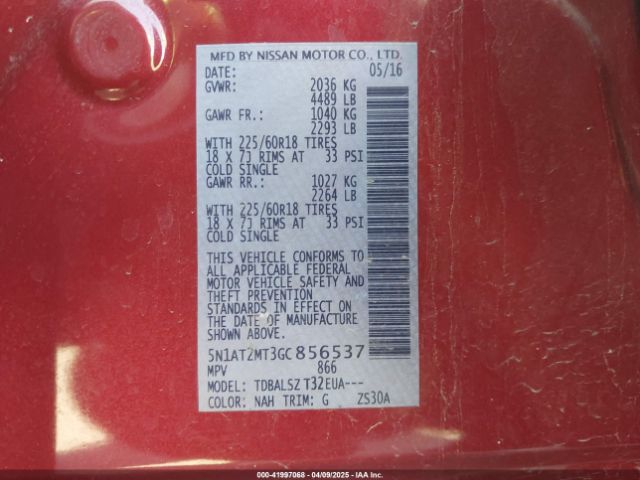 MFD BY NISSAN MOTOR CO., LTD.
DATE: 05/16
GVWR: 2036 KG
4489 LB
GAWR FR.: 1040 KG
2293 LB
WITH 225/60R18 TIRES
18 X 7J RIMS AT 33 PSI
COLD SINGLE
GAWR RR.: 1027 KG
2264 LB
WITH 225/60R18 TIRES
18 X 7J RIMS AT 33 PSI
COLD SINGLE
THIS VEHICLE CONFORMS TO
ALL APPLICABLE FEDERAL
MOTOR VEHICLE SAFETY AND
THEFT PREVENTION
STANDARDS IN EFFECT ON
THE DATE OF MANUFACTURE
SHOWN ABOVE.
5N1AT2MT3GC856537
MPV 866
MODEL: TDBALSZ T32EUA---
COLOR: NAH TRIM: G ZS30A
000-41997068 - 04/09/2025 - IAA Inc.